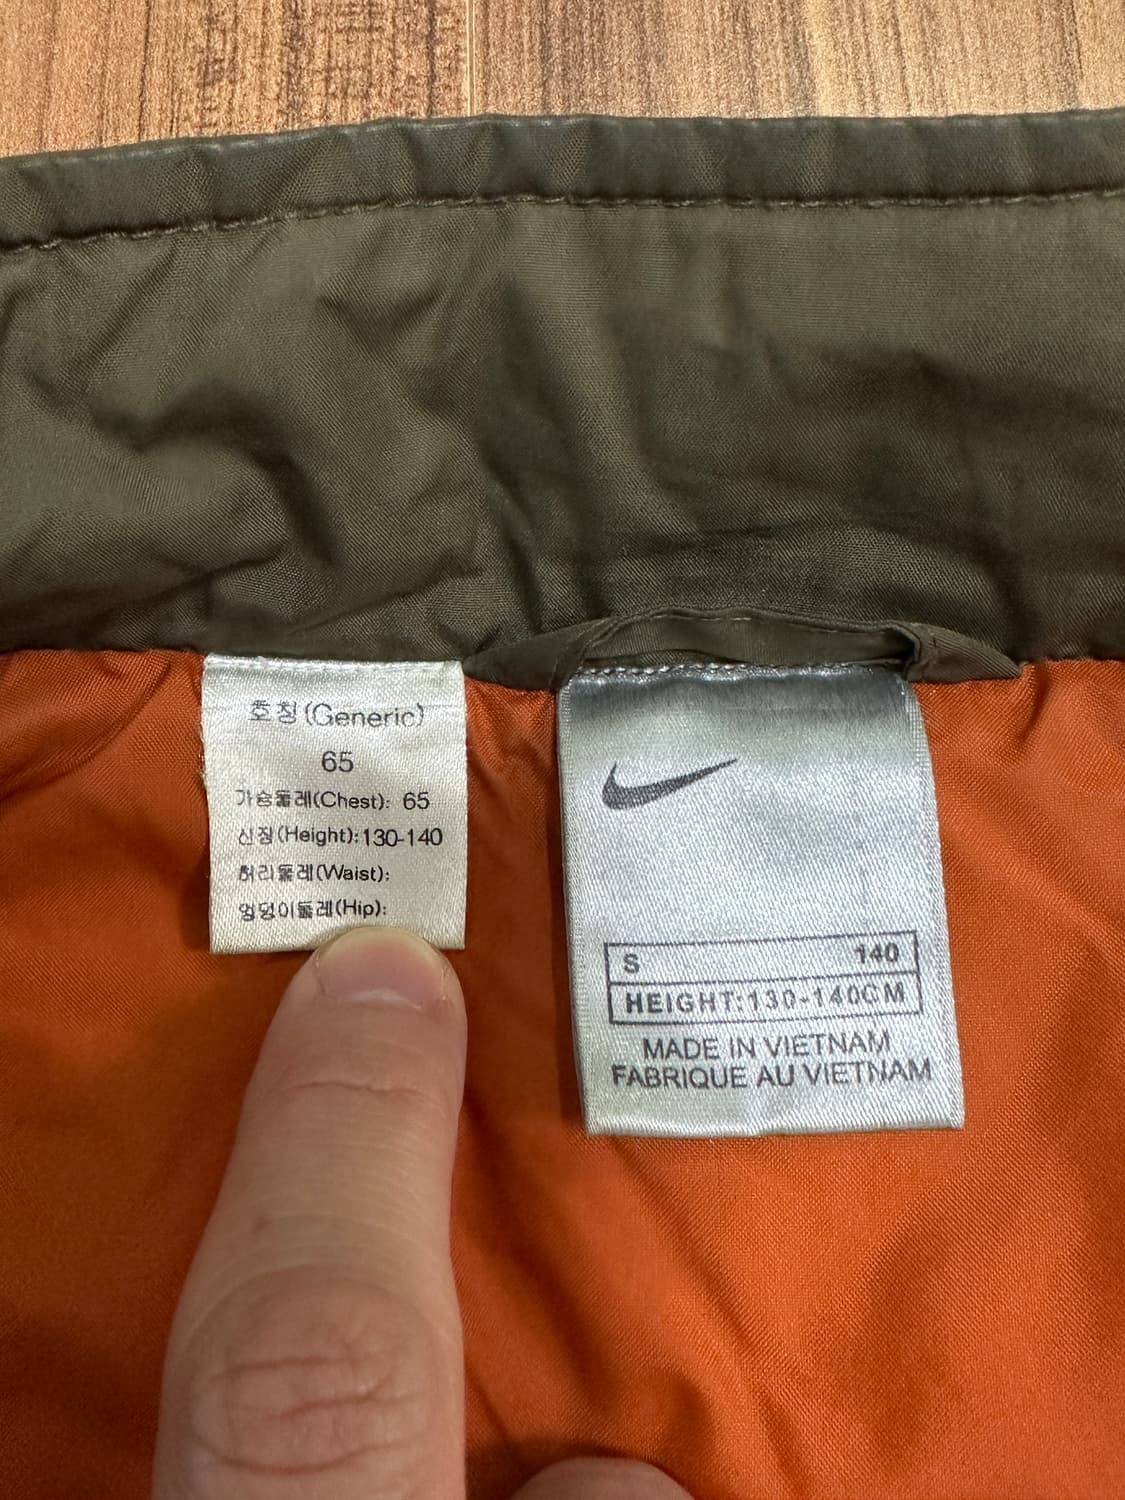 호칭(Generic)
65
가슴둘레(Chest): 65
신장(Height):130-140
허리둘레(Waist):
엉덩이둘레(Hip):
S 140
HEIGHT:130-140CM
MADE IN VIETNAM
FABRIQUE AU VIETNAM